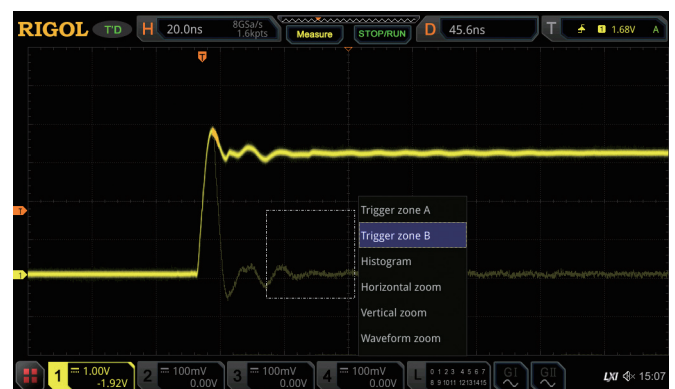 RIGOL T'D H 20.0ns 8GSa/s 1.6kpts Measure STOP/RUN D 45.6ns T 1 1.68V A
T
T
1
Trigger zone A
Trigger zone B
Histogram
Horizontal zoom
Vertical zoom
Waveform zoom
1 1.00V -1.92V 2 100mV 0.00V 3 100mV 0.00V 4 100mV 0.00V L 0 1 2 3 4 5 6 7 8 9 10 11 12 13 14 15 GI GII LXI 15:07